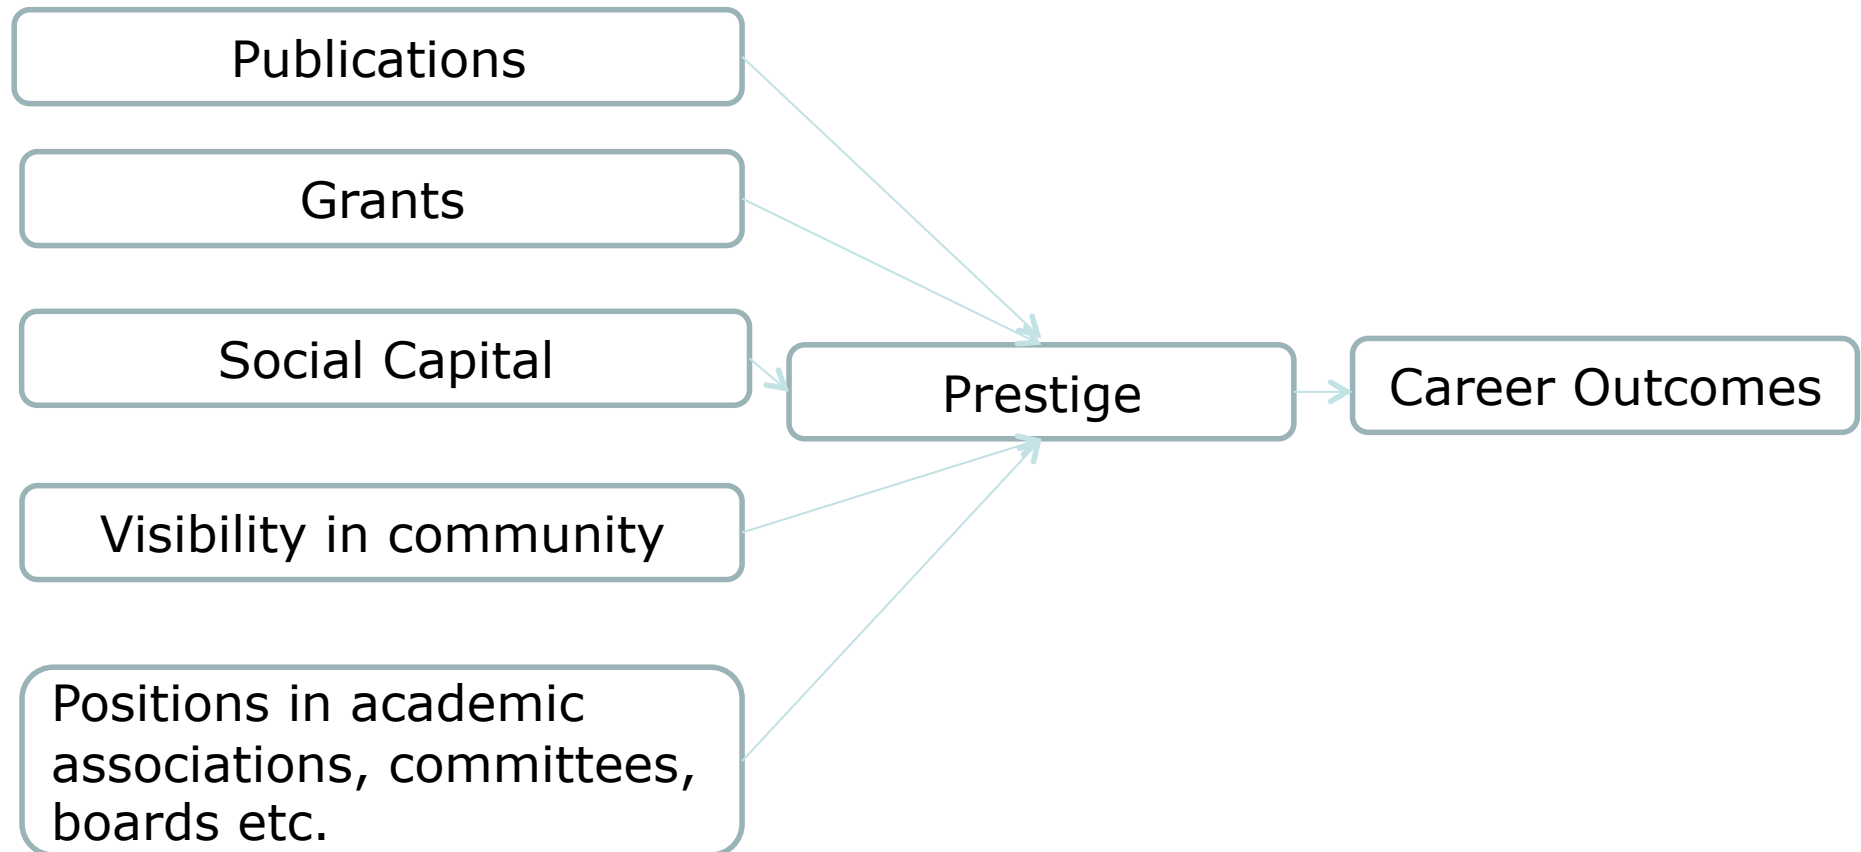 Publications
Grants
Social Capital
Prestige
Career Outcomes
Visibility in community
Positions in academic
associations, committees,
boards etc.